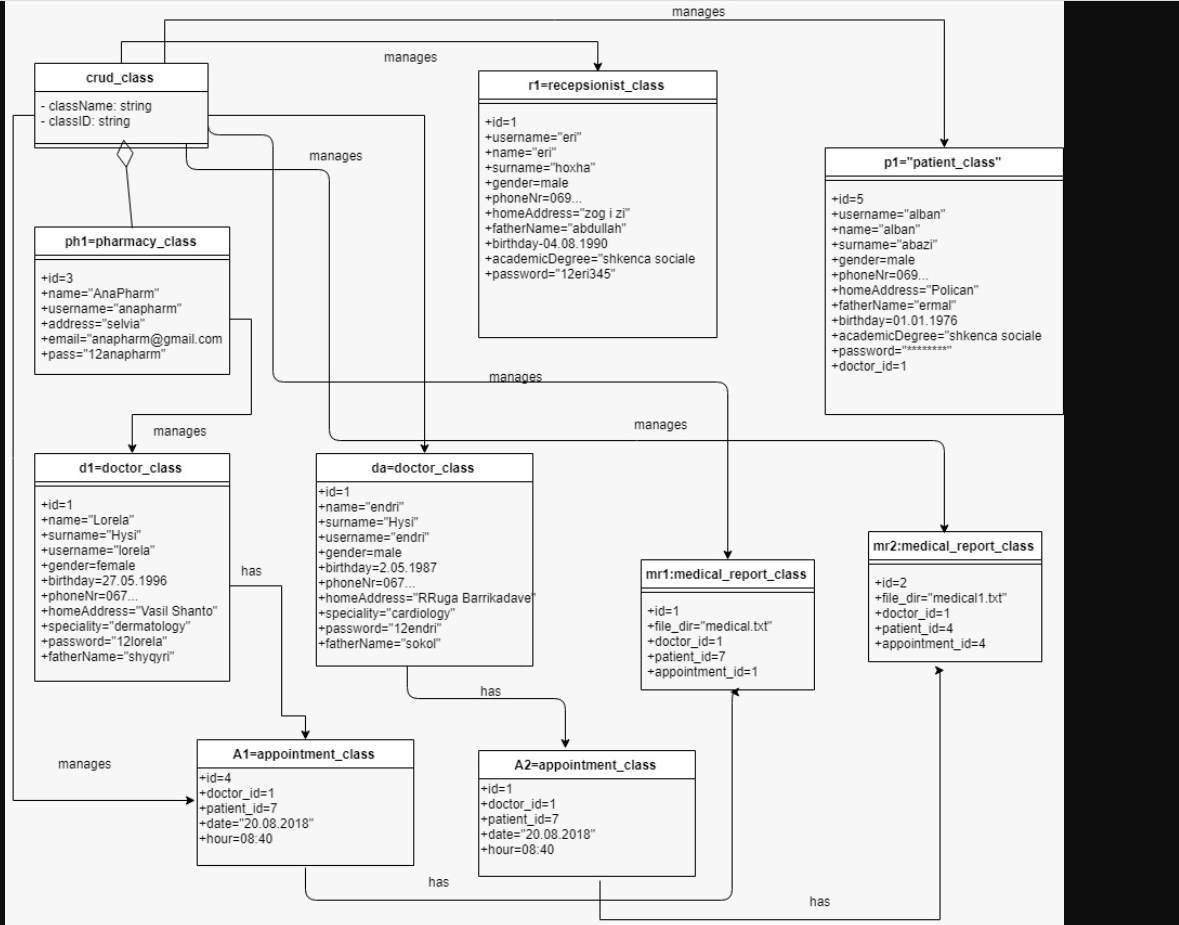 manages
manages
crud_class
- className: string
- classID: string
r1=recepsionist_class
+id=1
+username="eri"
+name="eri"
+surname="hoxha"
+gender=male
+phoneNr=069...
+homeAddress="zog i zi"
+fatherName="abdullah"
+birthday-04.08.1990
+academicDegree="shkenca sociale
+password="12eri345"
p1="patient_class"
+id=5
+username="alban"
+name="alban"
+surname="abazi"
+gender=male
+phoneNr=069...
+homeAddress="Polican"
+fatherName="ermal"
+birthday=01.01.1976
+academicDegree="shkenca sociale
+password="********"
+doctor_id=1
manages
ph1=pharmacy_class
+id=3
+name="AnaPharm"
+username="anapharm"
+address="selvia"
+email="anapharm@gmail.com
+pass="12anapharm"
manages
manages
manages
d1=doctor_class
+id=1
+name="Lorela"
+surname="Hysi"
+username="lorela"
+gender=female
+birthday=27.05.1996
+phoneNr=067...
+homeAddress="Vasil Shanto"
+speciality="dermatology"
+password="12lorela"
+fatherName="shyqyri"
has
da=doctor_class
+id=1
+name="endri"
+surname="Hysi"
+username="endri"
+gender=male
+birthday=2.05.1987
+phoneNr=067...
+homeAddress="RRuga Barrikadave"
+speciality="cardiology"
+password="12endri"
+fatherName="sokol"
mr1:medical_report_class
+id=1
+file_dir="medical.txt"
+doctor_id=1
+patient_id=7
+appointment_id=1
mr2:medical_report_class
+id=2
+file_dir="medical1.txt"
+doctor_id=1
+patient_id=4
+appointment_id=4
has
manages
A1=appointment_class
+id=4
+doctor_id=1
+patient_id=7
+date="20.08.2018"
+hour=08:40
A2=appointment_class
+id=1
+doctor_id=1
+patient_id=7
+date="20.08.2018"
+hour=08:40
has
has